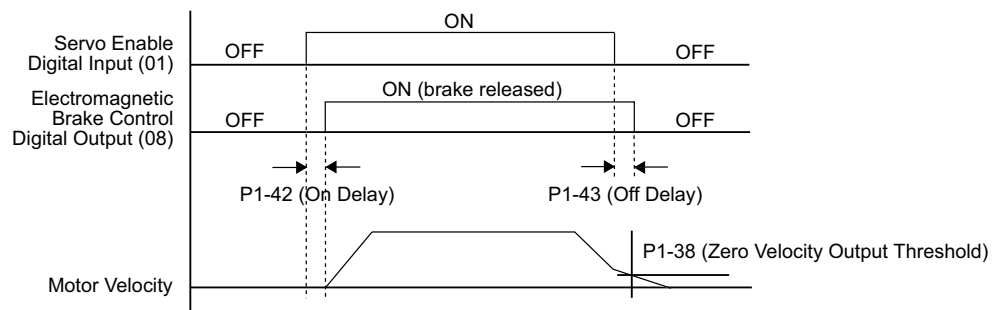 ON
Servo Enable
Digital Input (01)
OFF
OFF
ON (brake released)
Electromagnetic
Brake Control
Digital Output (08)
OFF
OFF
P1-42 (On Delay)
P1-43 (Off Delay)
P1-38 (Zero Velocity Output Threshold)
Motor Velocity